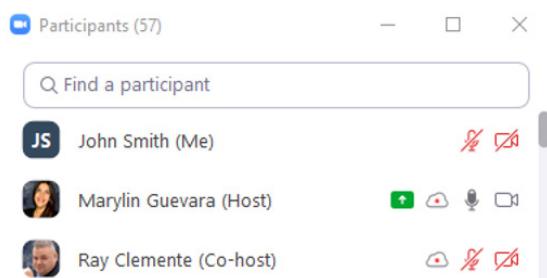 Participants (57)
Find a participant
JS John Smith (Me)
Marylin Guevara (Host)
Ray Clemente (Co-host)